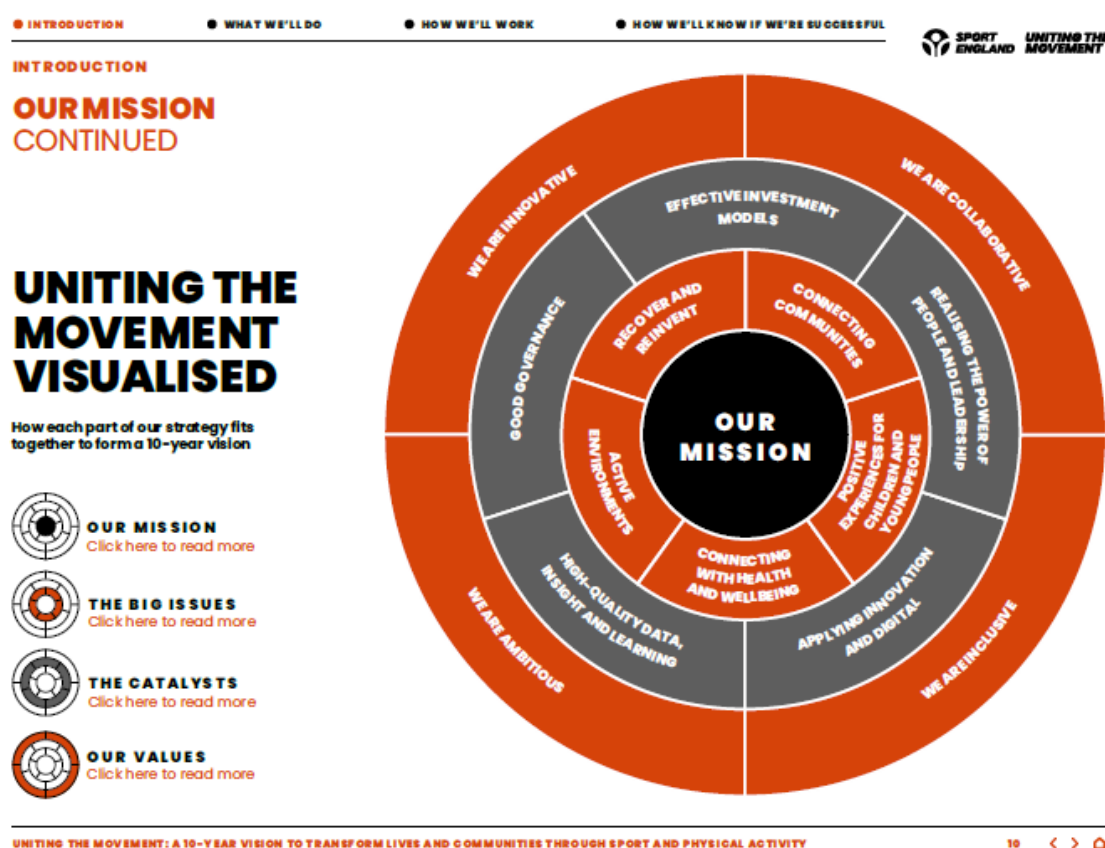 INTRODUCTION
WHAT WE'LL DO
HOW WE'LL WORK
HOW WE'LL KNOW IF WE'RE SUCCESSFUL
SPORT
ENGLAND
UNITING THE
MOVEMENT
INTRODUCTION
OUR MISSION
CONTINUED
UNITING THE
MOVEMENT
VISUALISED
How each part of our strategy fits
together to form a 10-year vision
OUR MISSION
Click here to read more
THE BIG ISSUES
Click here to read more
THE CATALYSTS
Click here to read more
OUR VALUES
Click here to read more
WE ARE INNOVATIVE
WE ARE COLLABORATIVE
WE ARE INCLUSIVE
WE ARE AMBITIOUS
EFFECTIVE INVESTMENT
MODELS
REALISING THE POWER OF
PEOPLE AND LEADERSHIP
APPLYING INNOVATION
AND DIGITAL
HIGH-QUALITY DATA,
INSIGHT AND LEARNING
GOOD GOVERNANCE
RECOVER AND
REINVENT
CONNECTING
COMMUNITIES
POSITIVE
EXPERIENCES FOR
CHILDREN AND
YOUNG PEOPLE
CONNECTING
WITH HEALTH
AND WELLBEING
ACTIVE
ENVIRONMENTS
OUR
MISSION
UNITING THE MOVEMENT: A 10-YEAR VISION TO TRANSFORM LIVES AND COMMUNITIES THROUGH SPORT AND PHYSICAL ACTIVITY
10